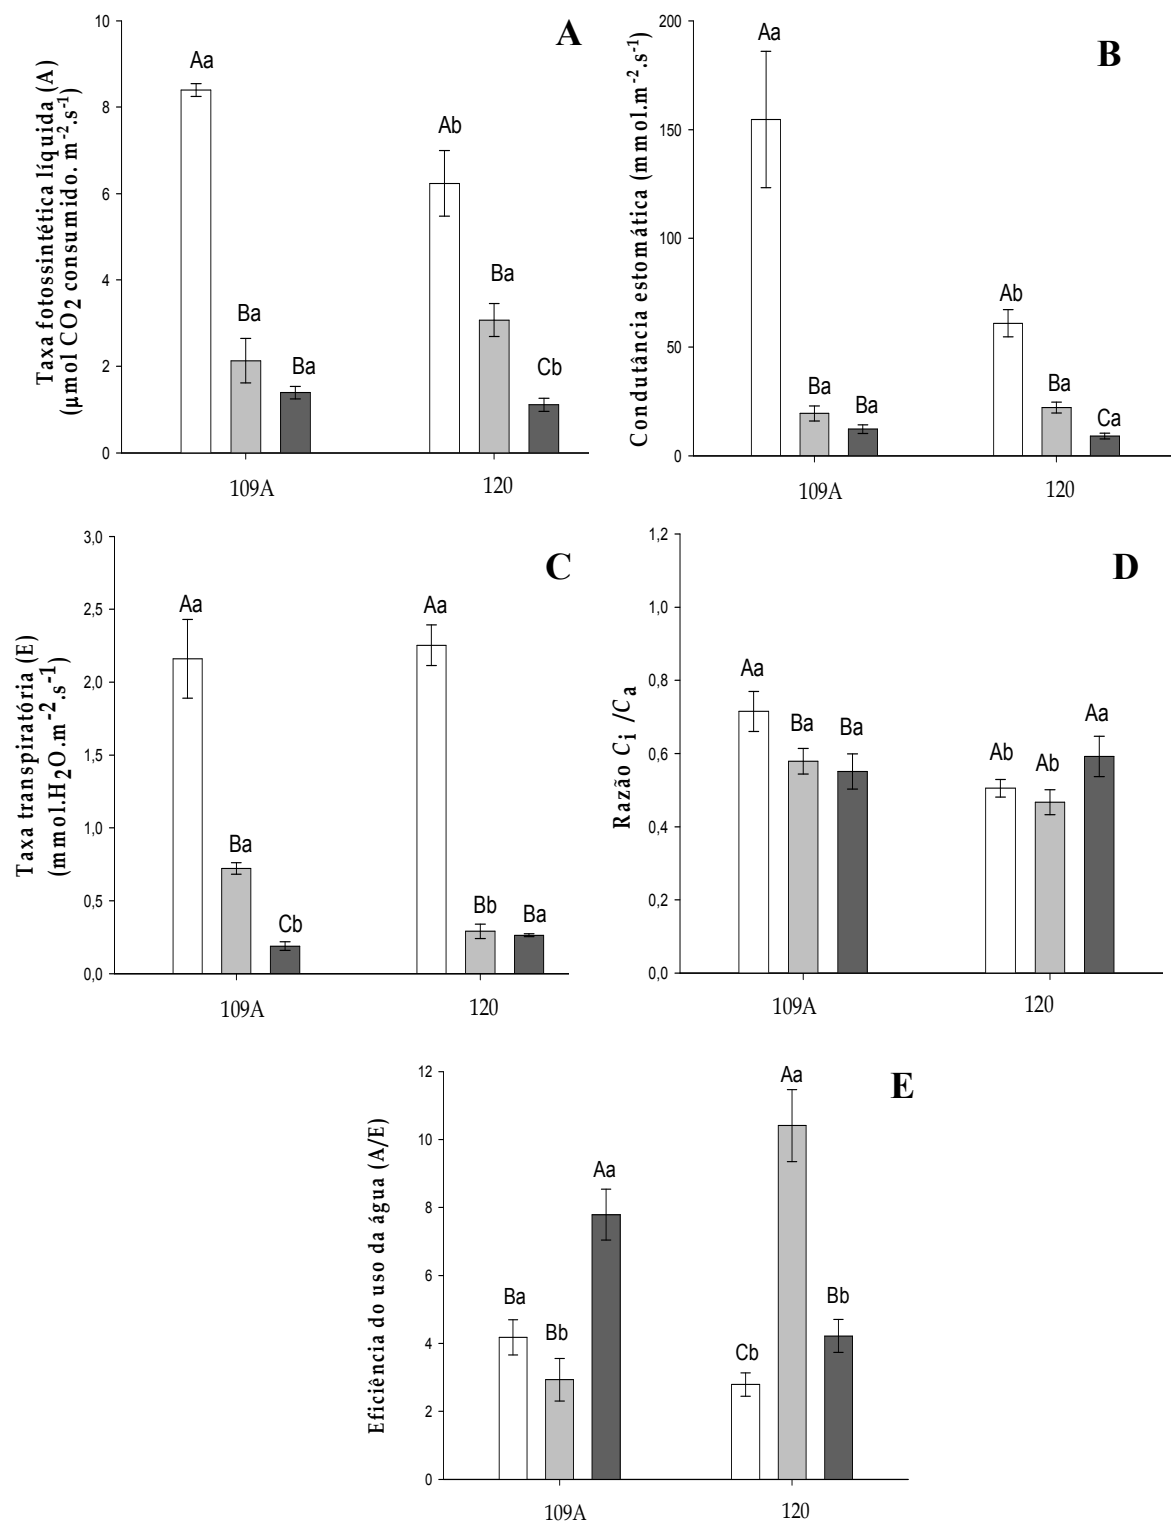 A
Taxa fotossintética líquida (A)
(μmol CO2 consumido. m-2.s-1)
10
8
6
4
2
0
Aa
Ba
Ba
Ab
Ba
Cb
109A
120
B
Condutância estomática (mmol.m-2.s-1)
200
150
100
50
0
Aa
Ba
Ba
Ab
Ba
Ca
109A
120
C
Taxa transpiratória (E)
(mmol.H2O.m-2.s-1)
3,0
2,5
2,0
1,5
1,0
0,5
0,0
Aa
Ba
Cb
Aa
Bb
Ba
109A
120
D
Razão Ci /Ca
1,2
1,0
0,8
0,6
0,4
0,2
0,0
Aa
Ba
Ba
Ab
Ab
Aa
109A
120
E
Eficiência do uso da água (A/E)
12
10
8
6
4
2
0
Ba
Bb
Aa
Cb
Aa
Bb
109A
120